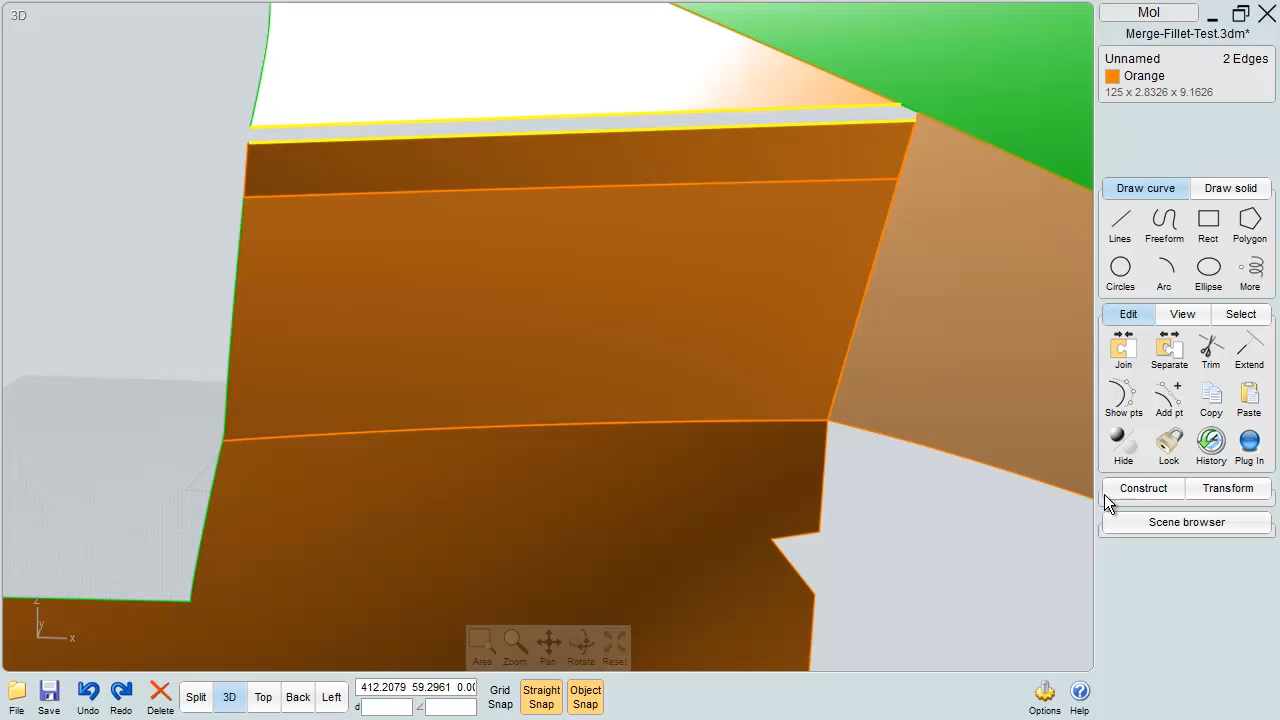 3D
MoI
Merge-Fillet-Test.3dm*
Unnamed 2 Edges
Orange
125 x 2.8326 x 9.1626
Draw curve Draw solid
Lines Freeform Rect Polygon
Circles Arc Ellipse More
Edit View Select
Join Separate Trim Extend
Show pts Add pt Copy Paste
Hide Lock History Plug In
Construct Transform
Scene browser
z
y
x
Area Zoom Pan Rotate Reset
File Save Undo Redo Delete
Split 3D Top Back Left
412.2079 59.2961 0.00
d
Grid Snap
Straight Snap
Object Snap
Options Help